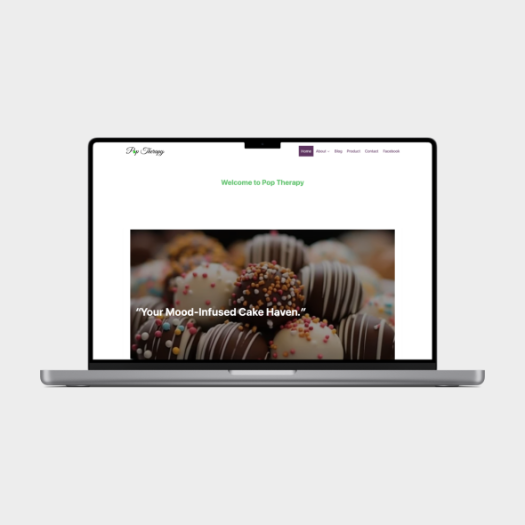 Pop Therapy
Home About Blog Product Contact Facebook
Welcome to Pop Therapy
“Your Mood-Infused Cake Haven.”